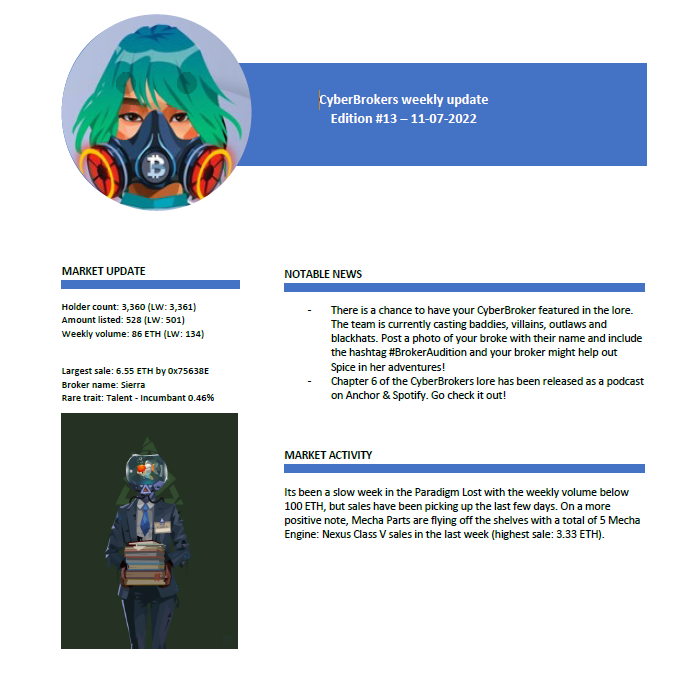 CyberBrokers weekly update
Edition #13 – 11-07-2022
MARKET UPDATE
Holder count: 3,360 (LW: 3,361)
Amount listed: 528 (LW: 501)
Weekly volume: 86 ETH (LW: 134)
Largest sale: 6.55 ETH by 0x75638E
Broker name: Sierra
Rare trait: Talent - Incumbant 0.46%
NOTABLE NEWS
- There is a chance to have your CyberBroker featured in the lore.
The team is currently casting baddies, villains, outlaws and
blackhats. Post a photo of your broke with their name and include
the hashtag #BrokerAudition and your broker might help out
Spice in her adventures!
- Chapter 6 of the CyberBrokers lore has been released as a podcast
on Anchor & Spotify. Go check it out!
MARKET ACTIVITY
Its been a slow week in the Paradigm Lost with the weekly volume below
100 ETH, but sales have been picking up the last few days. On a more
positive note, Mecha Parts are flying off the shelves with a total of 5 Mecha
Engine: Nexus Class V sales in the last week (highest sale: 3.33 ETH).